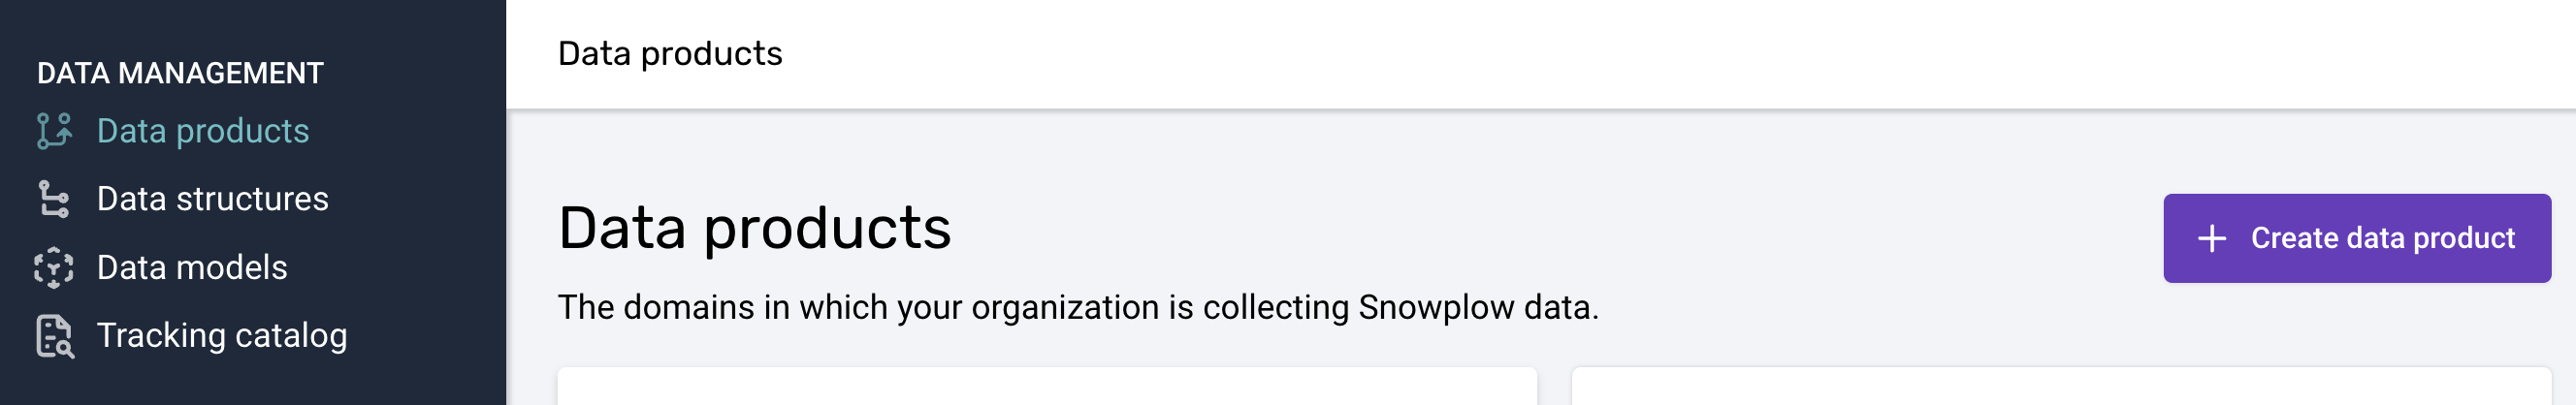 DATA MANAGEMENT
Data products
Data structures
Data models
Tracking catalog
Data products
Data products
Create data product
The domains in which your organization is collecting Snowplow data.